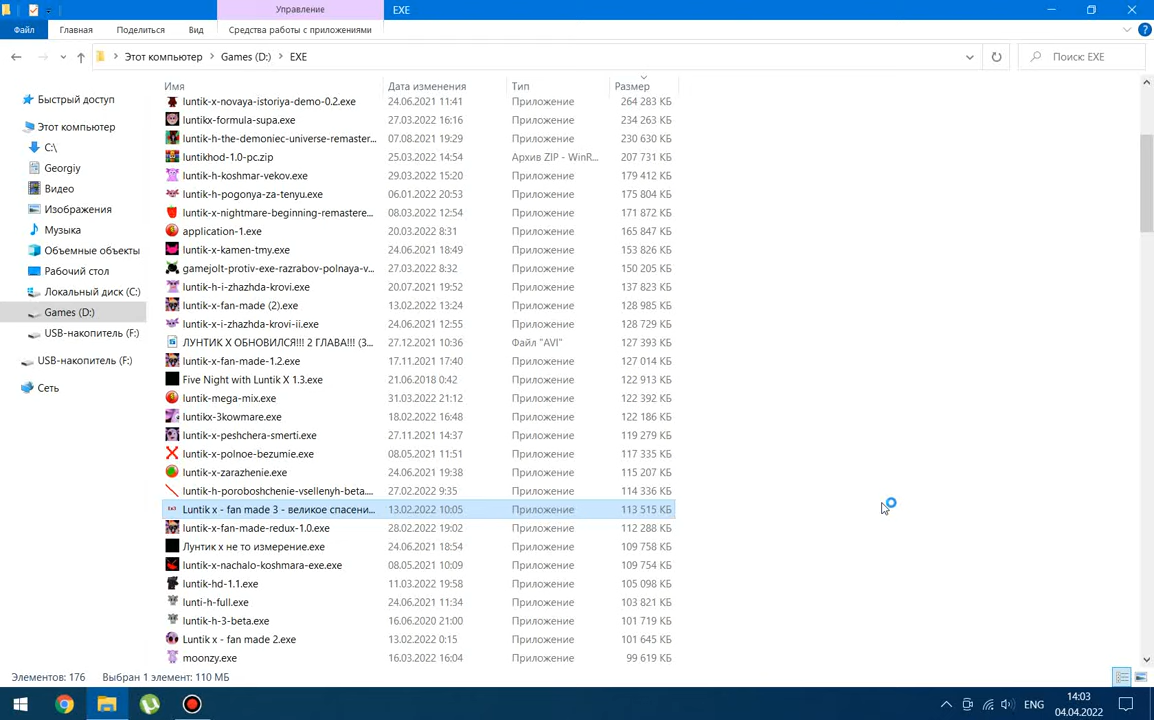 Управление
EXE
Файл Главная Поделиться Вид Средства работы с приложениями
Этот компьютер Games (D:) EXE
Поиск: EXE
Имя Дата изменения Тип Размер
luntik-x-novaya-istoriya-demo-0.2.exe 24.06.2021 11:41 Приложение 264 283 КБ
luntikx-formula-supa.exe 27.03.2022 16:16 Приложение 234 263 КБ
luntik-h-the-demoniec-universe-remaster... 07.08.2021 19:29 Приложение 230 630 КБ
luntikhod-1.0-pc.zip 25.03.2022 14:54 Архив ZIP - WinR... 207 731 КБ
luntik-h-koshmar-vekov.exe 29.03.2022 15:20 Приложение 179 412 КБ
luntik-h-pogonya-za-tenyu.exe 06.01.2022 20:53 Приложение 175 804 КБ
luntik-x-nightmare-beginning-remastere... 08.03.2022 12:54 Приложение 171 872 КБ
application-1.exe 20.03.2022 8:31 Приложение 165 847 КБ
luntik-x-kamen-tmy.exe 24.06.2021 18:49 Приложение 153 826 КБ
gamejolt-protiv-exe-razrabov-polnaya-v... 27.03.2022 8:32 Приложение 150 205 КБ
luntik-h-i-zhazhda-krovi.exe 20.07.2021 19:52 Приложение 137 823 КБ
luntik-x-fan-made (2).exe 13.02.2022 13:24 Приложение 128 985 КБ
luntik-x-i-zhazhda-krovi-ii.exe 24.06.2021 12:55 Приложение 128 729 КБ
ЛУНТИК Х ОБНОВИЛСЯ!!! 2 ГЛАВА!!! (3... 27.12.2021 10:36 Файл "AVI" 127 393 КБ
luntik-x-fan-made-1.2.exe 17.11.2021 17:40 Приложение 127 014 КБ
Five Night with Luntik X 1.3.exe 21.06.2018 0:42 Приложение 122 913 КБ
luntik-mega-mix.exe 31.03.2022 21:12 Приложение 122 392 КБ
luntikx-3kowmare.exe 18.02.2022 16:48 Приложение 122 186 КБ
luntik-x-peshchera-smerti.exe 27.11.2021 14:37 Приложение 119 279 КБ
luntik-x-polnoe-bezumie.exe 08.05.2021 11:51 Приложение 117 335 КБ
luntik-x-zarazhenie.exe 24.06.2021 19:38 Приложение 115 207 КБ
luntik-h-poroboshchenie-vsellenyh-beta.... 27.02.2022 9:35 Приложение 114 336 КБ
Luntik x - fan made 3 - великое спасени... 13.02.2022 10:05 Приложение 113 515 КБ
luntik-x-fan-made-redux-1.0.exe 28.02.2022 19:02 Приложение 112 288 КБ
Лунтик х не то измерение.exe 24.06.2021 18:54 Приложение 109 758 КБ
luntik-x-nachalo-koshmara-exe.exe 08.05.2021 10:09 Приложение 109 754 КБ
luntik-hd-1.1.exe 11.03.2022 19:58 Приложение 105 098 КБ
lunti-h-full.exe 24.06.2021 11:34 Приложение 103 821 КБ
luntik-h-3-beta.exe 16.06.2020 21:00 Приложение 101 719 КБ
Luntik x - fan made 2.exe 13.02.2022 0:15 Приложение 101 645 КБ
moonzy.exe 16.03.2022 16:04 Приложение 99 619 КБ
Быстрый доступ
Этот компьютер
C:\
Georgiy
Видео
Изображения
Музыка
Объемные объекты
Рабочий стол
Локальный диск (C:)
Games (D:)
USB-накопитель (F:)
USB-накопитель (F:)
Сеть
Элементов: 176 Выбран 1 элемент: 110 МБ
ENG
14:03
04.04.2022